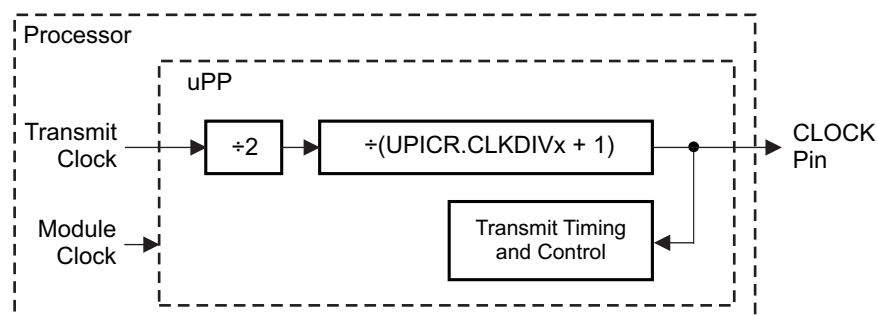 Processor
uPP
Transmit
Clock
÷2
÷(UPICR.CLKDIVx + 1)
CLOCK
Pin
Module
Clock
Transmit Timing
and Control